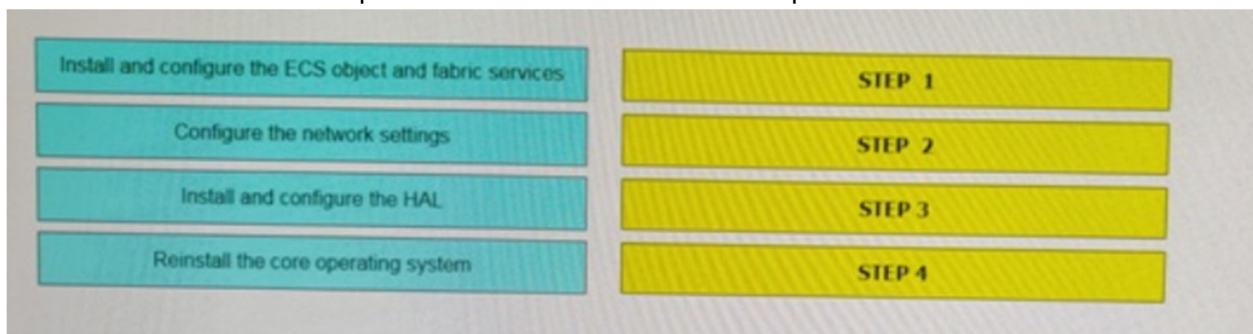 Install and configure the ECS object and fabric services
STEP 1
Configure the network settings
STEP 2
Install and configure the HAL
STEP 3
Reinstall the core operating system
STEP 4